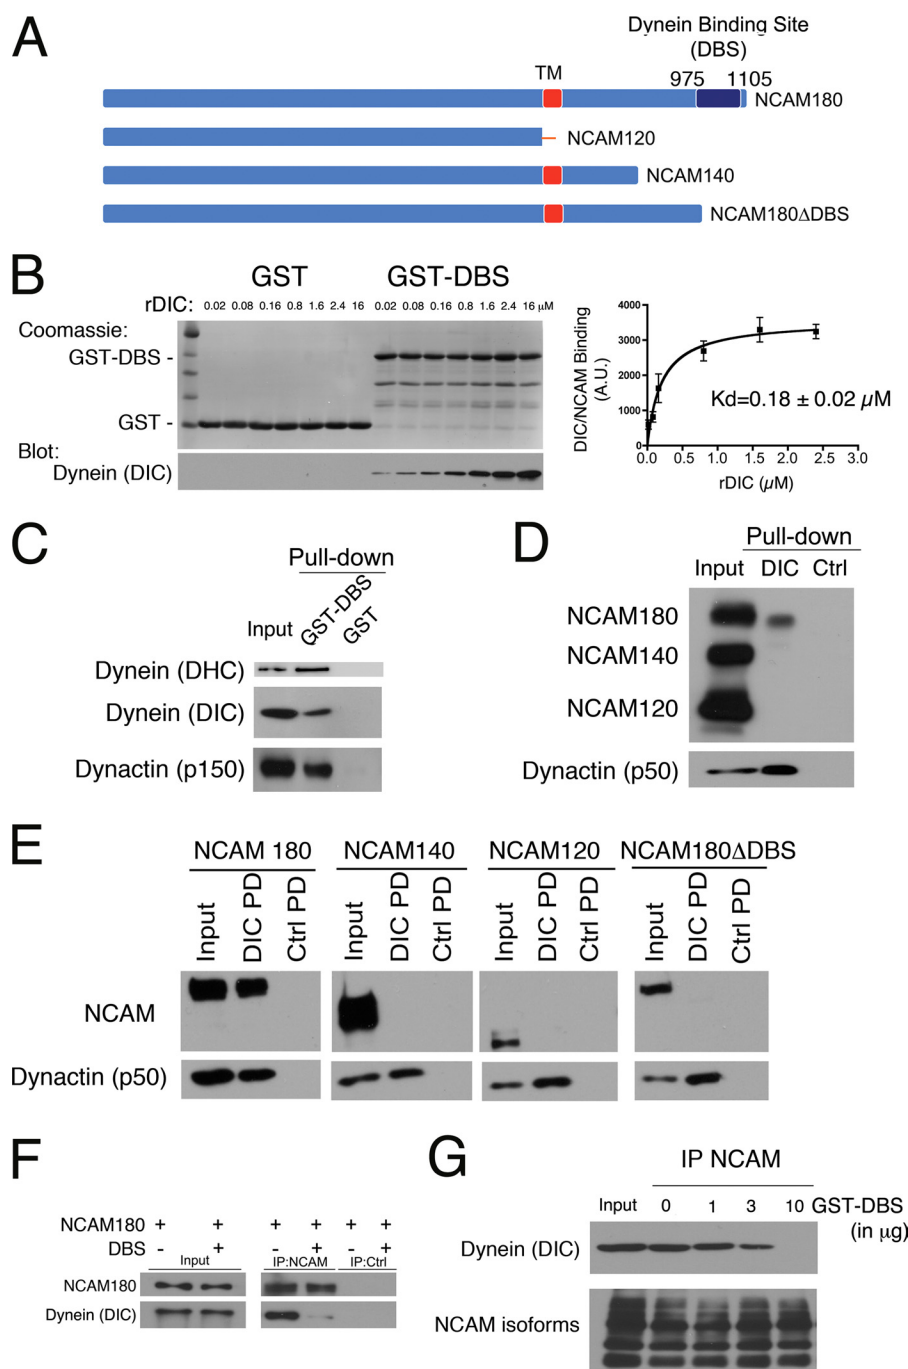 A
Dynein Binding Site
(DBS)
TM
975 1105
NCAM180
NCAM120
NCAM140
NCAM180ΔDBS
B
GST GST-DBS
rDIC: 0.02 0.08 0.16 0.8 1.6 2.4 16 0.02 0.08 0.16 0.8 1.6 2.4 16 µM
Coomassie:
GST-DBS -
GST -
Blot:
Dynein (DIC)
DIC/NCAM Binding
(A.U.)
4000
3000
2000
1000
0
Kd=0.18 ± 0.02 µM
0.0 0.5 1.0 1.5 2.0 2.5 3.0
rDIC (µM)
C
Pull-down
Input GST-DBS GST
Dynein (DHC)
Dynein (DIC)
Dynactin (p150)
D
Pull-down
Input DIC Ctrl
NCAM180
NCAM140
NCAM120
Dynactin (p50)
E
NCAM 180 NCAM140 NCAM120 NCAM180ΔDBS
Input DIC PD Ctrl PD Input DIC PD Ctrl PD Input DIC PD Ctrl PD Input DIC PD Ctrl PD
NCAM
Dynactin (p50)
F
NCAM180 + + + + + +
DBS - + - + - +
Input IP:NCAM IP:Ctrl
NCAM180
Dynein (DIC)
G
IP NCAM
Input 0 1 3 10 GST-DBS
(in µg)
Dynein (DIC)
NCAM isoforms